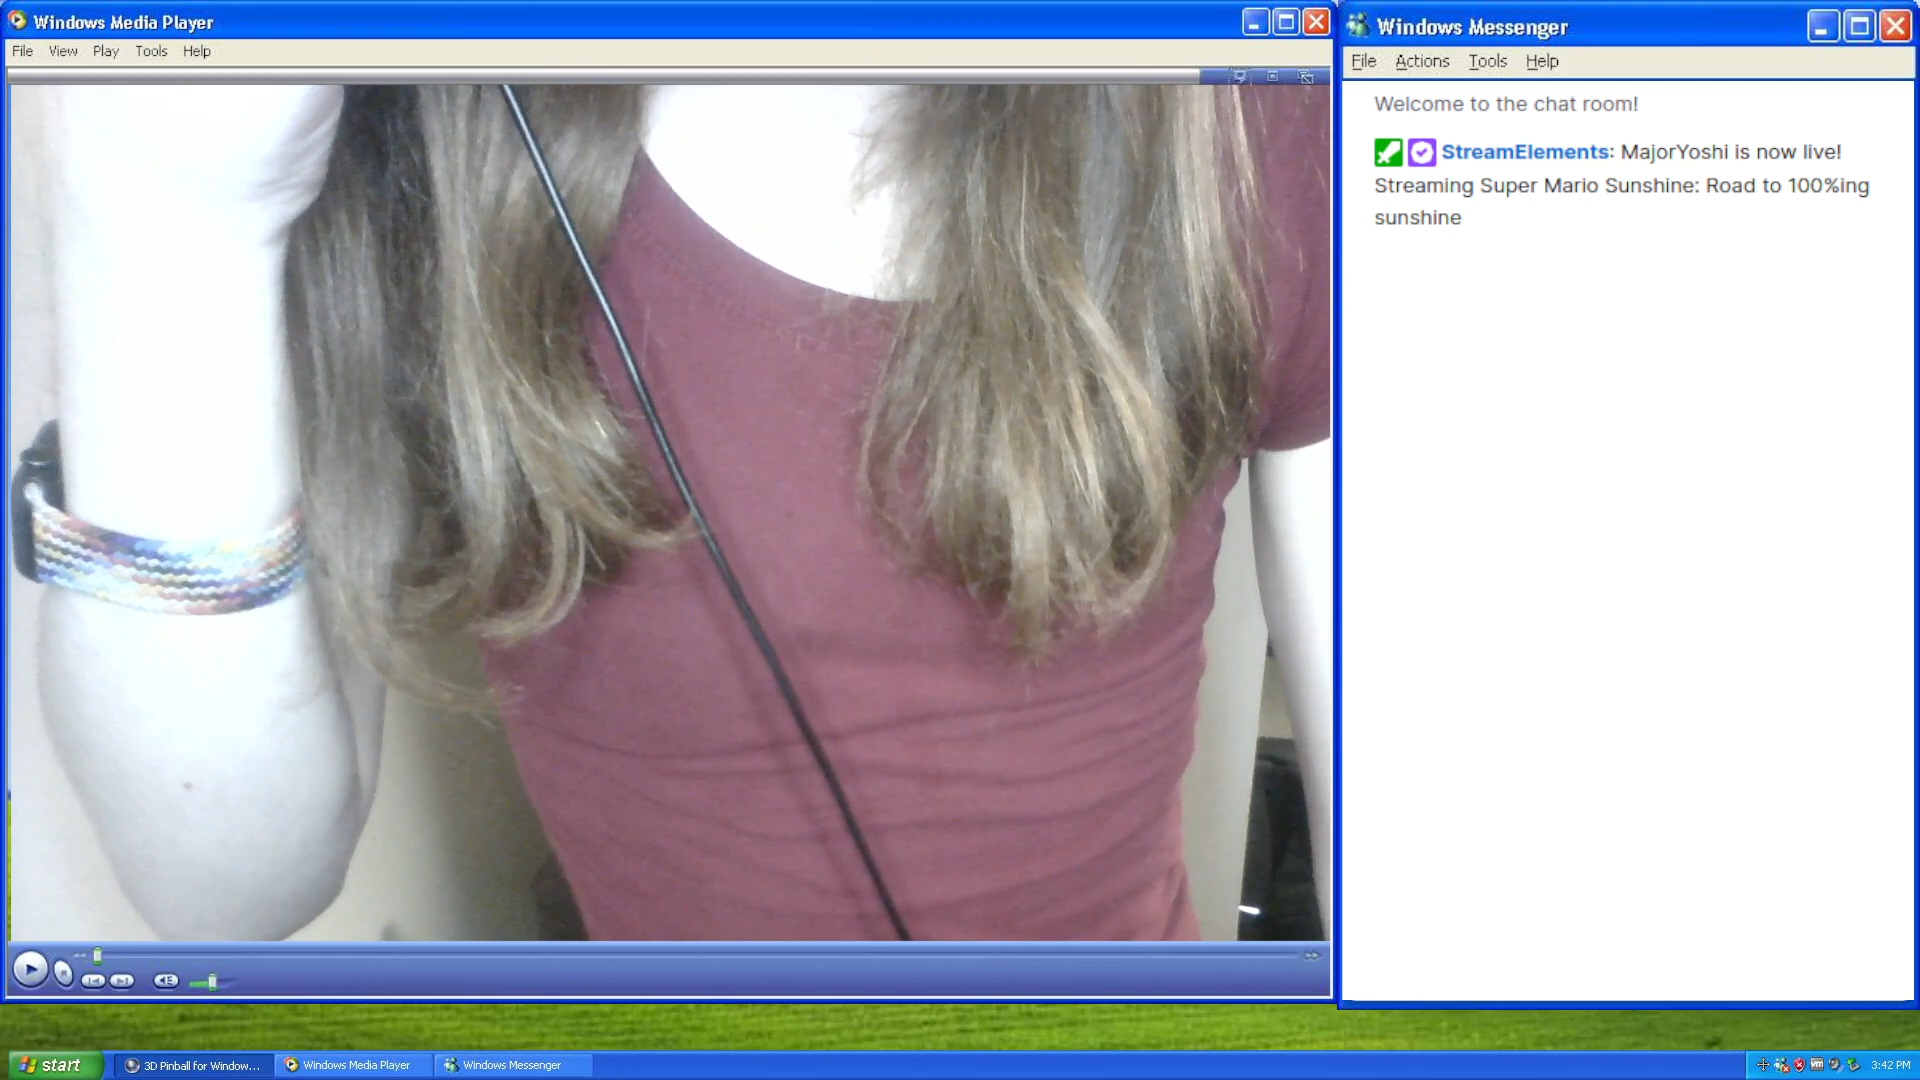 Windows Media Player
File View Play Tools Help
Windows Messenger
File Actions Tools Help
Welcome to the chat room!
StreamElements: MajorYoshi is now live!
Streaming Super Mario Sunshine: Road to 100%ing
sunshine
start
3D Pinball for Window...
Windows Media Player
Windows Messenger
3:42 PM